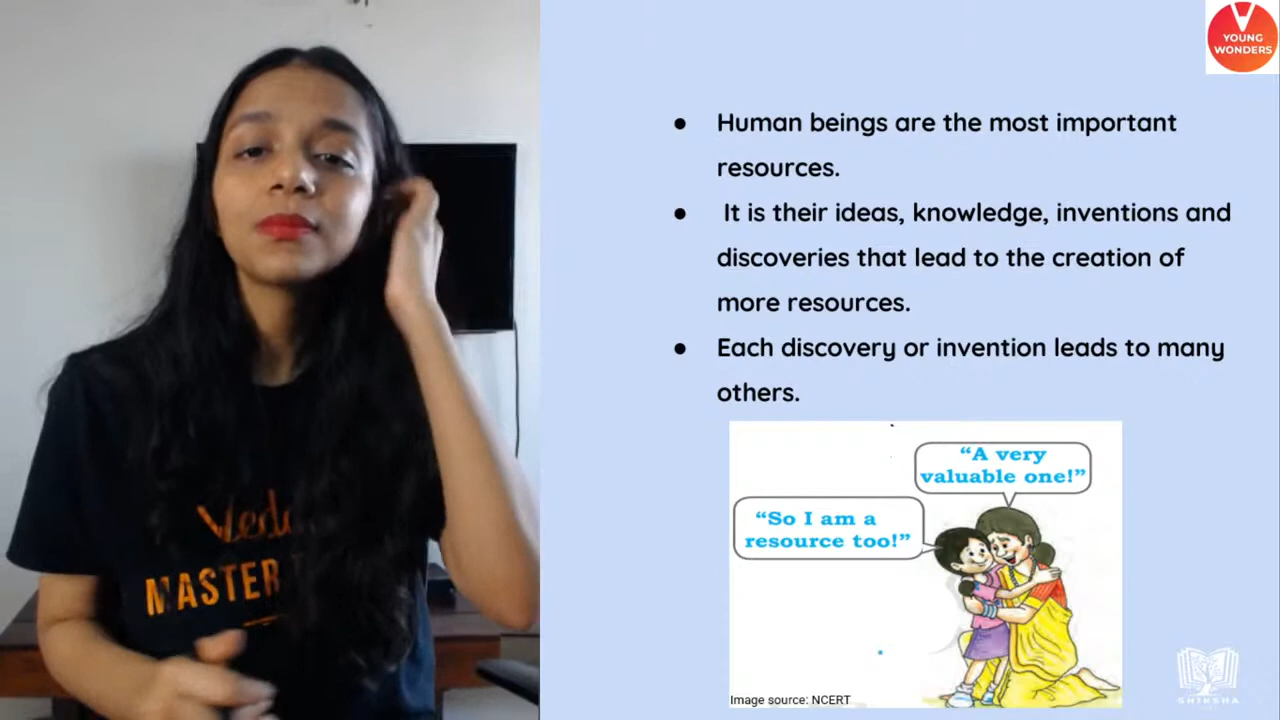 YOUNG
WONDERS
● Human beings are the most important
resources.
● It is their ideas, knowledge, inventions and
discoveries that lead to the creation of
more resources.
● Each discovery or invention leads to many
others.
“A very
valuable one!”
“So I am a
resource too!”
MASTER
Image source: NCERT
SHIKSHA